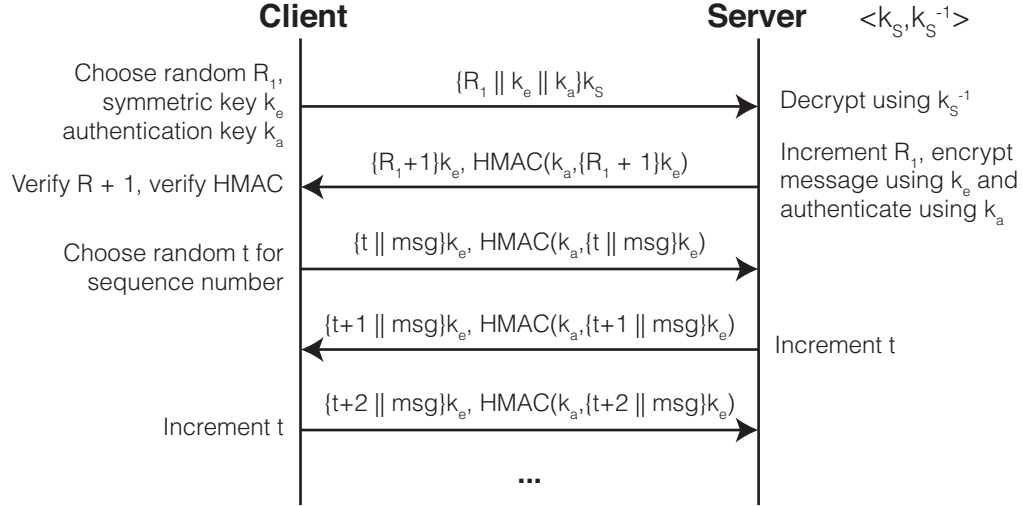 Client
Server <kₛ,kₛ⁻¹>
Choose random R₁,
symmetric key kₑ
authentication key kₐ
{R₁ || kₑ || kₐ}kₛ
Decrypt using kₛ⁻¹
{R₁+1}kₑ, HMAC(kₐ,{R₁ + 1}kₑ)
Verify R + 1, verify HMAC
Increment R₁, encrypt
message using kₑ and
authenticate using kₐ
Choose random t for
sequence number
{t || msg}kₑ, HMAC(kₐ,{t || msg}kₑ)
{t+1 || msg}kₑ, HMAC(kₐ,{t+1 || msg}kₑ)
Increment t
{t+2 || msg}kₑ, HMAC(kₐ,{t+2 || msg}kₑ)
Increment t
...